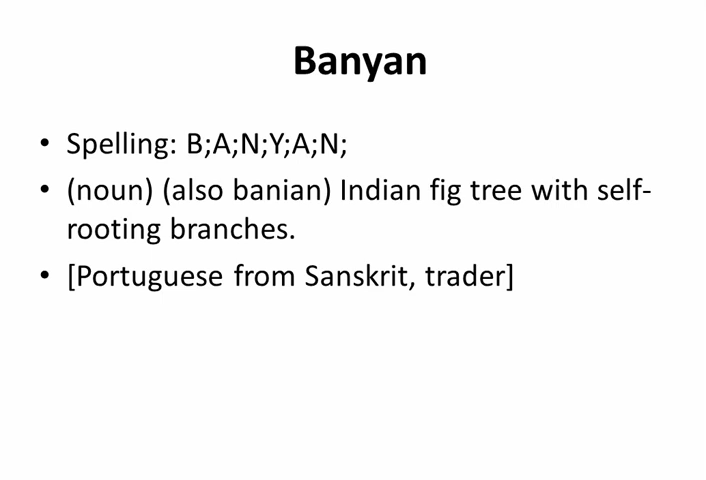 Banyan
• Spelling: B;A;N;Y;A;N;
• (noun) (also banian) Indian fig tree with self-
rooting branches.
• [Portuguese from Sanskrit, trader]